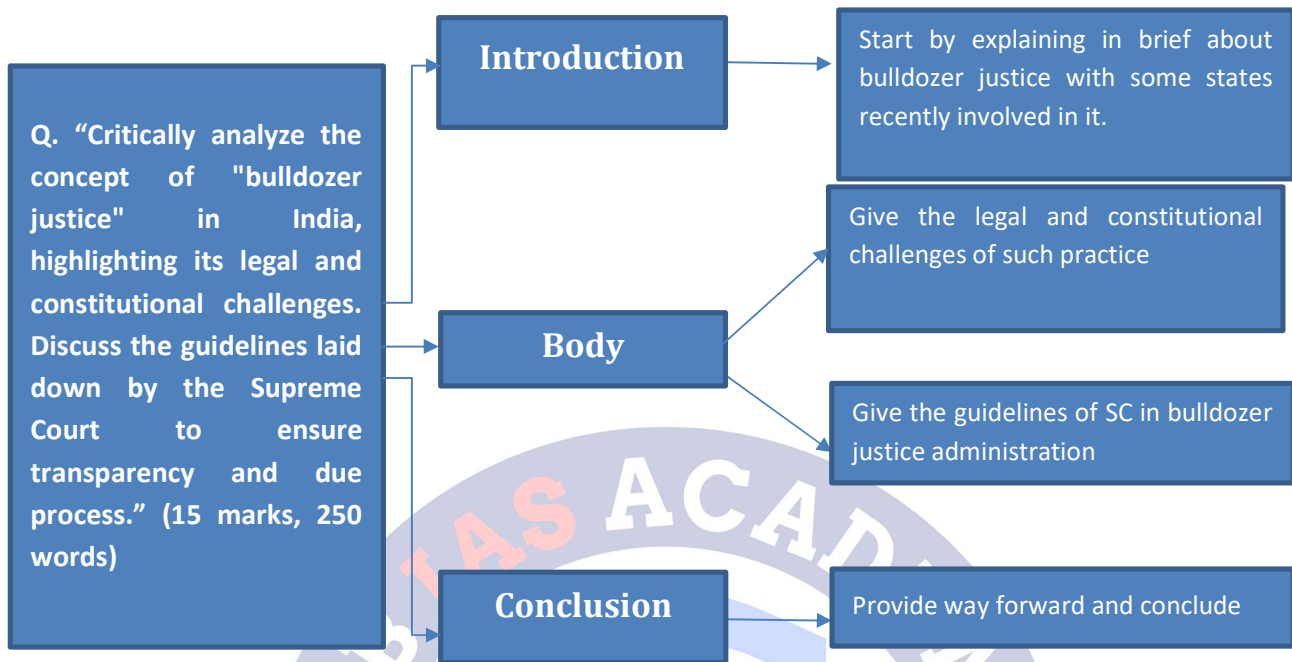 Q. “Critically analyze the
concept of "bulldozer
justice" in India,
highlighting its legal and
constitutional challenges.
Discuss the guidelines laid
down by the Supreme
Court to ensure
transparency and due
process.” (15 marks, 250
words)
Introduction
Start by explaining in brief about
bulldozer justice with some states
recently involved in it.
Body
Give the legal and constitutional
challenges of such practice
Give the guidelines of SC in bulldozer
justice administration
Conclusion
Provide way forward and conclude
IAS